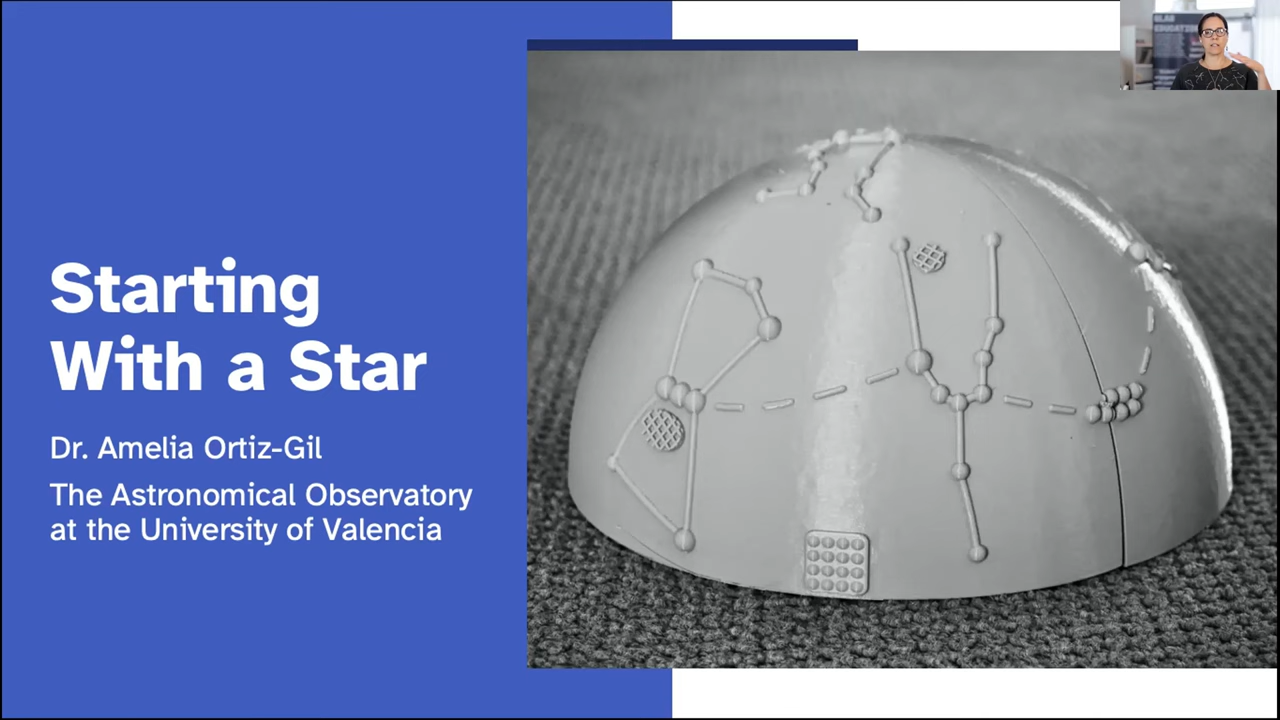 Starting
With a Star
Dr. Amelia Ortiz-Gil
The Astronomical Observatory
at the University of Valencia